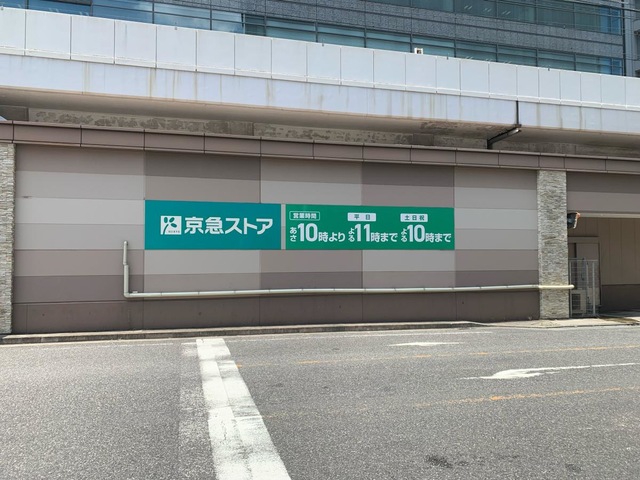 京急ストア
営業時間
あさ10時より
平日
よる11時まで
土日祝
よる10時まで